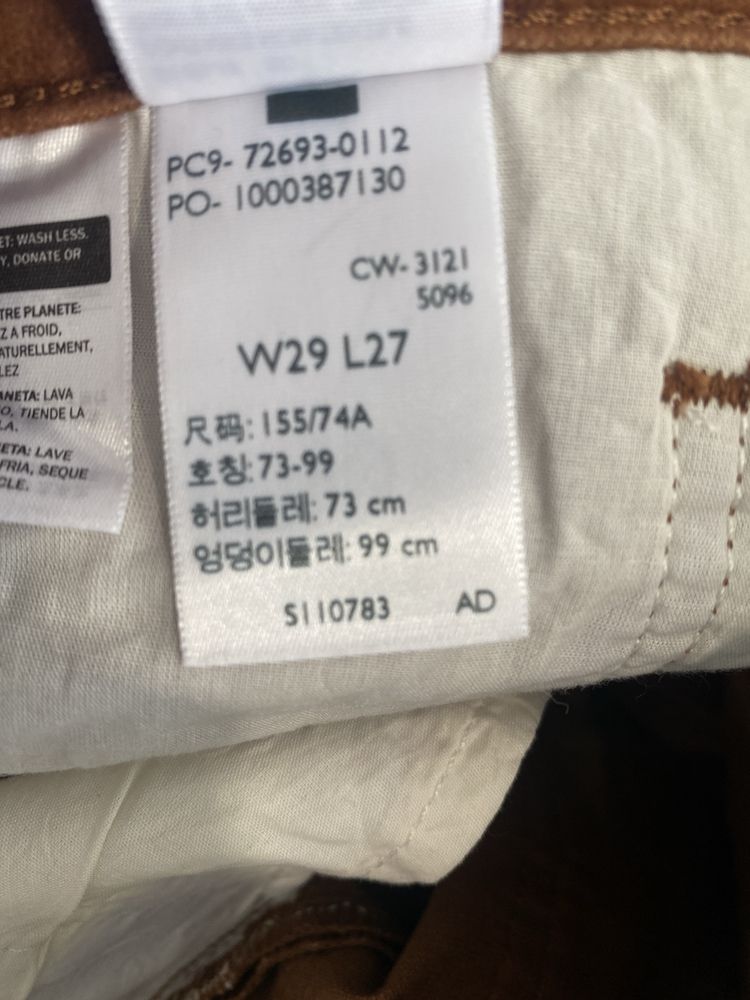 PC9- 72693-0112
PO- 1000387130
CW- 3121
5096
W29 L27
尺码: 155/74A
호칭: 73-99
허리둘레: 73 cm
엉덩이둘레: 99 cm
S110783 AD
ET: WASH LESS.
Y, DONATE OR
TRE PLANETE:
Z A FROID,
ATURELLEMENT,
LEZ
ANETA: LAVA
O, TIENDE LA
LA.
ETA: LAVE
FRIA, SEQUE
CLE.